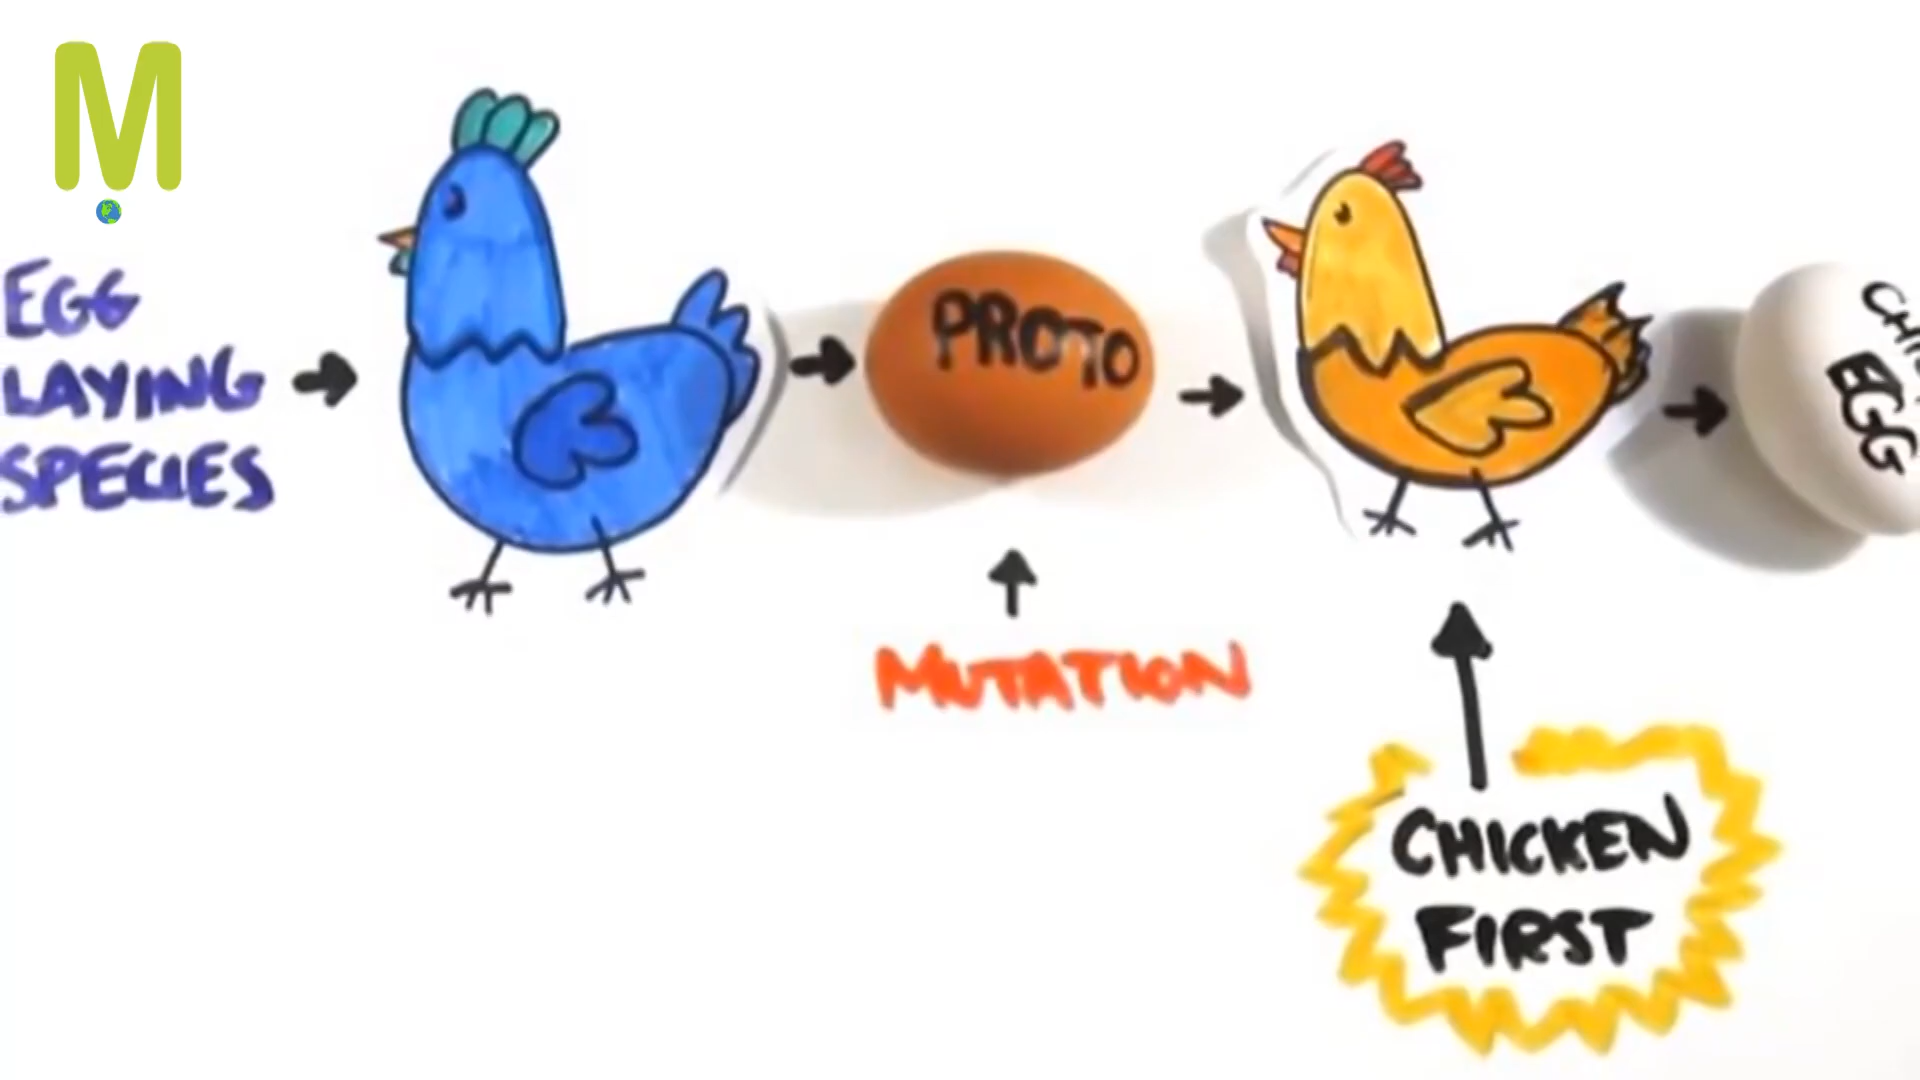 M
EGG
LAYING
SPECIES
PROTO
MUTATION
EGG
CHICKEN
FIRST